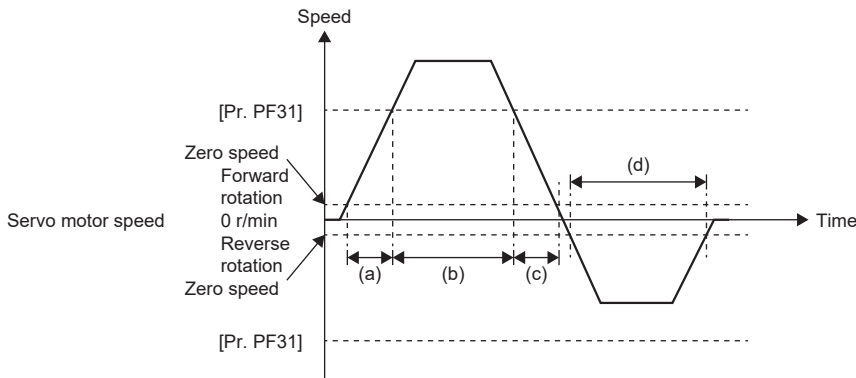 Speed
[Pr. PF31]
Zero speed
Forward
rotation
(d)
Servo motor speed
0 r/min
Time
Reverse
rotation
Zero speed
(a)
(b)
(c)
[Pr. PF31]